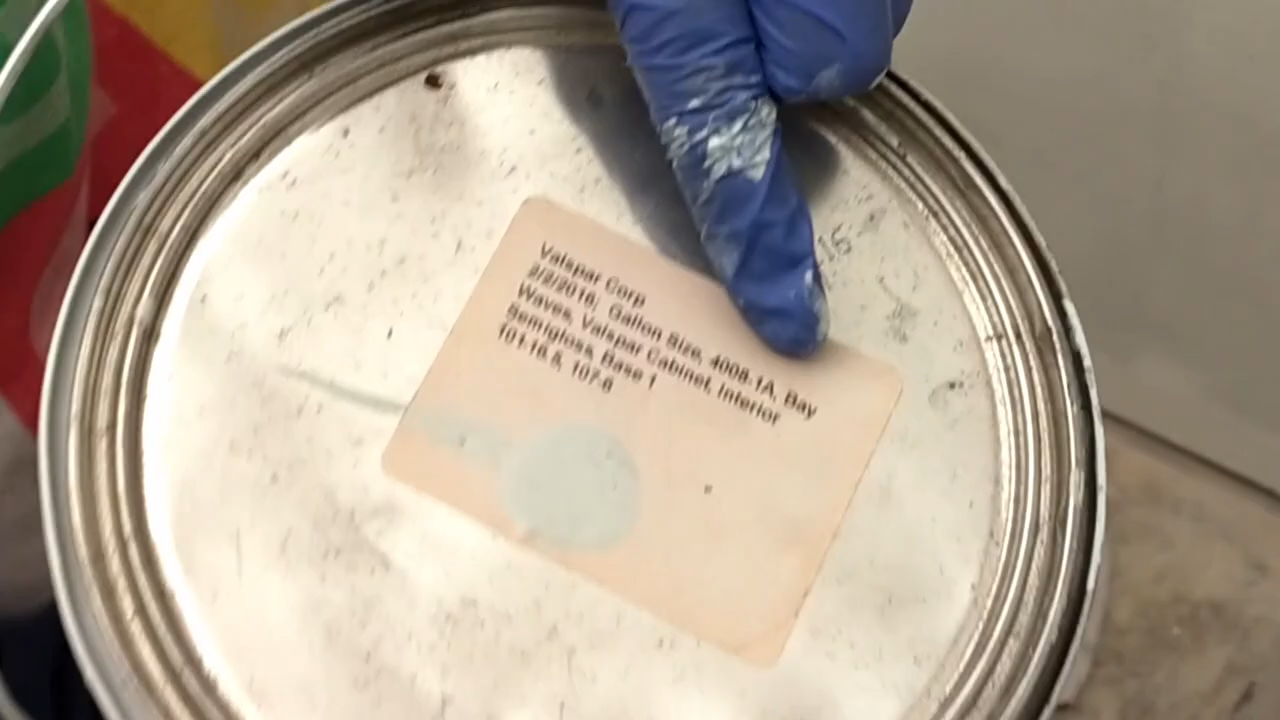 Valspar Corp
2/2/2016, Gallon Size, 4008-1A, Bay
Waves, Valspar Cabinet, Interior
Semigloss, Base 1
101-16.5, 107-6